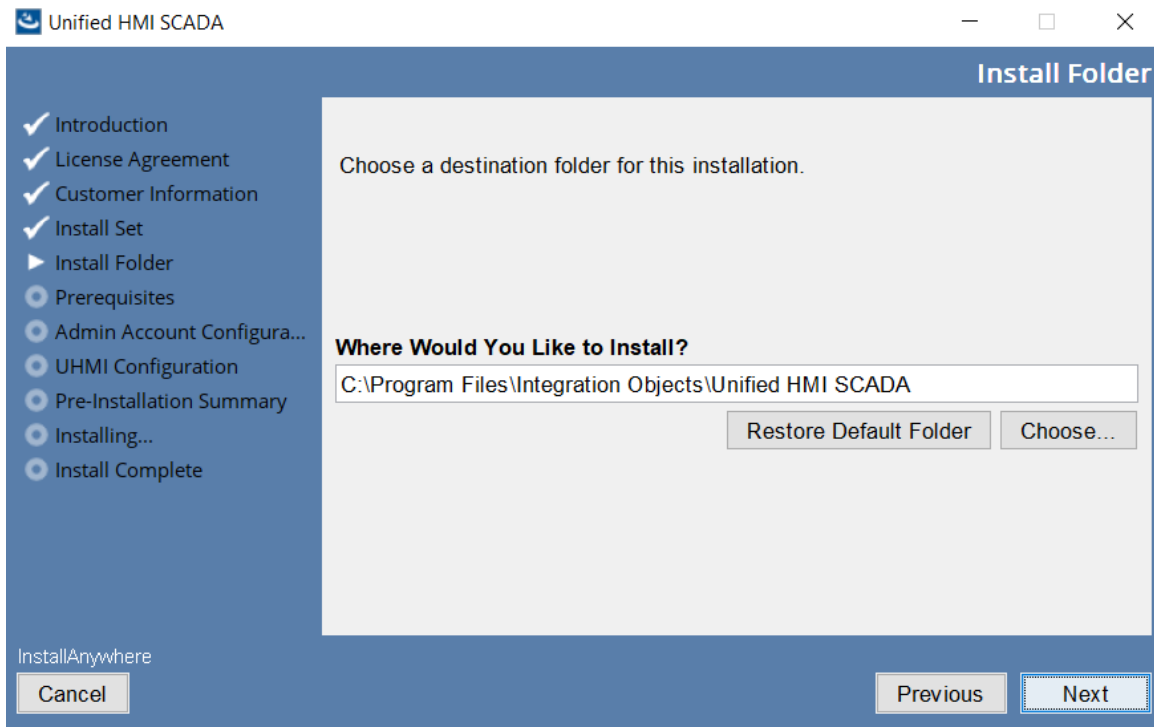 Unified HMI SCADA
Install Folder
Introduction
License Agreement
Customer Information
Install Set
Install Folder
Prerequisites
Admin Account Configura...
UHMI Configuration
Pre-Installation Summary
Installing...
Install Complete
Choose a destination folder for this installation.
Where Would You Like to Install?
C:\Program Files\Integration Objects\Unified HMI SCADA
Restore Default Folder
Choose...
InstallAnywhere
Cancel
Previous
Next